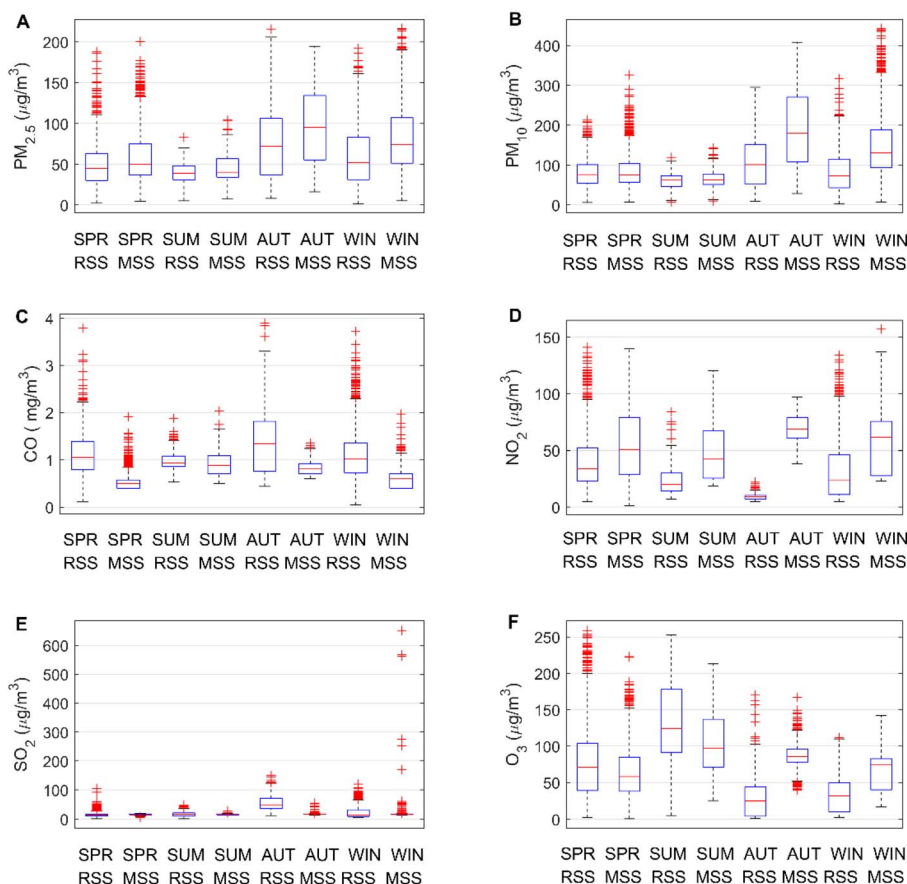 A
PM2.5 (μg/m3)
200
150
100
50
0
SPR SPR SUM SUM AUT AUT WIN WIN
RSS MSS RSS MSS RSS MSS RSS MSS
B
PM10 (μg/m3)
400
300
200
100
0
SPR SPR SUM SUM AUT AUT WIN WIN
RSS MSS RSS MSS RSS MSS RSS MSS
C
CO ( mg/m3)
4
3
2
1
0
SPR SPR SUM SUM AUT AUT WIN WIN
RSS MSS RSS MSS RSS MSS RSS MSS
D
NO2 (μg/m3)
150
100
50
0
SPR SPR SUM SUM AUT AUT WIN WIN
RSS MSS RSS MSS RSS MSS RSS MSS
E
SO2 (μg/m3)
600
500
400
300
200
100
0
SPR SPR SUM SUM AUT AUT WIN WIN
RSS MSS RSS MSS RSS MSS RSS MSS
F
O3 (μg/m3)
250
200
150
100
50
0
SPR SPR SUM SUM AUT AUT WIN WIN
RSS MSS RSS MSS RSS MSS RSS MSS